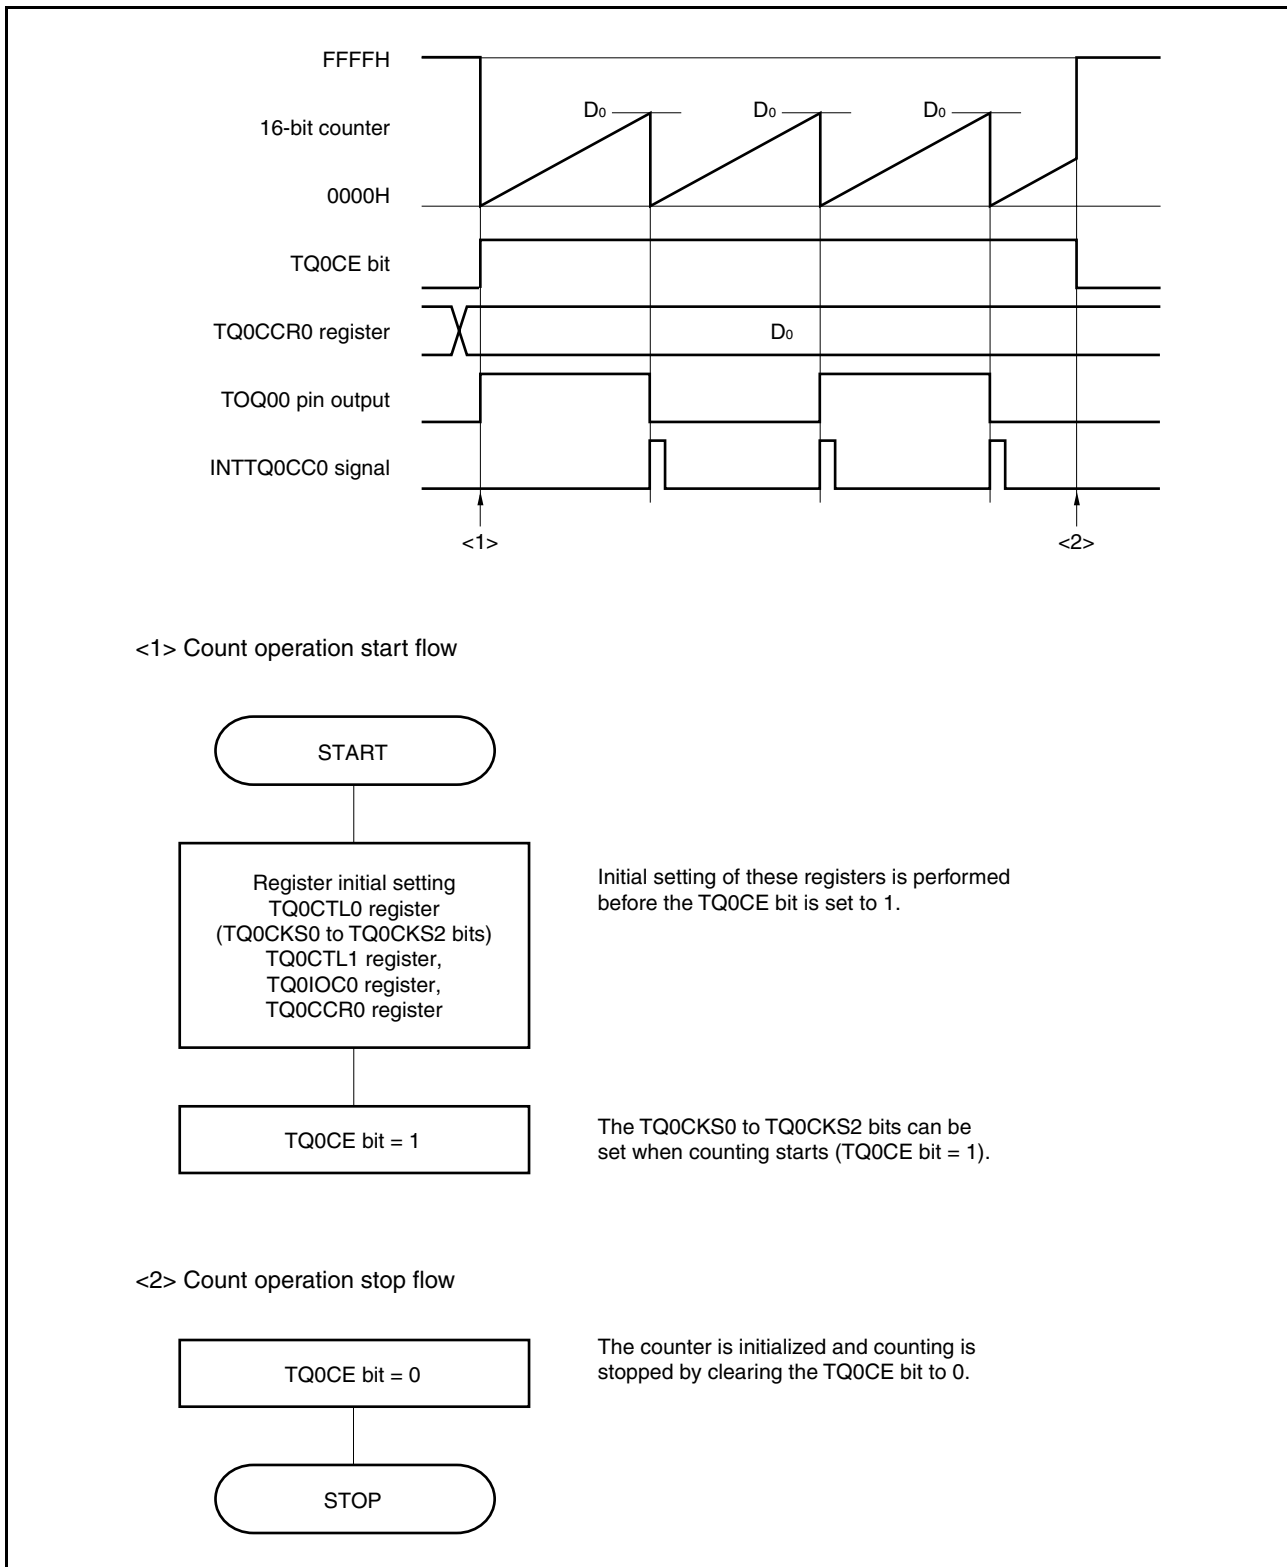 FFFFH
D0 D0 D0
16-bit counter
0000H
TQ0CE bit
TQ0CCR0 register D0
TOQ00 pin output
INTTQ0CC0 signal
<1> <2>
<1> Count operation start flow
START
Register initial setting
TQ0CTL0 register
(TQ0CKS0 to TQ0CKS2 bits)
TQ0CTL1 register,
TQ0IOC0 register,
TQ0CCR0 register
Initial setting of these registers is performed
before the TQ0CE bit is set to 1.
TQ0CE bit = 1
The TQ0CKS0 to TQ0CKS2 bits can be
set when counting starts (TQ0CE bit = 1).
<2> Count operation stop flow
TQ0CE bit = 0
The counter is initialized and counting is
stopped by clearing the TQ0CE bit to 0.
STOP